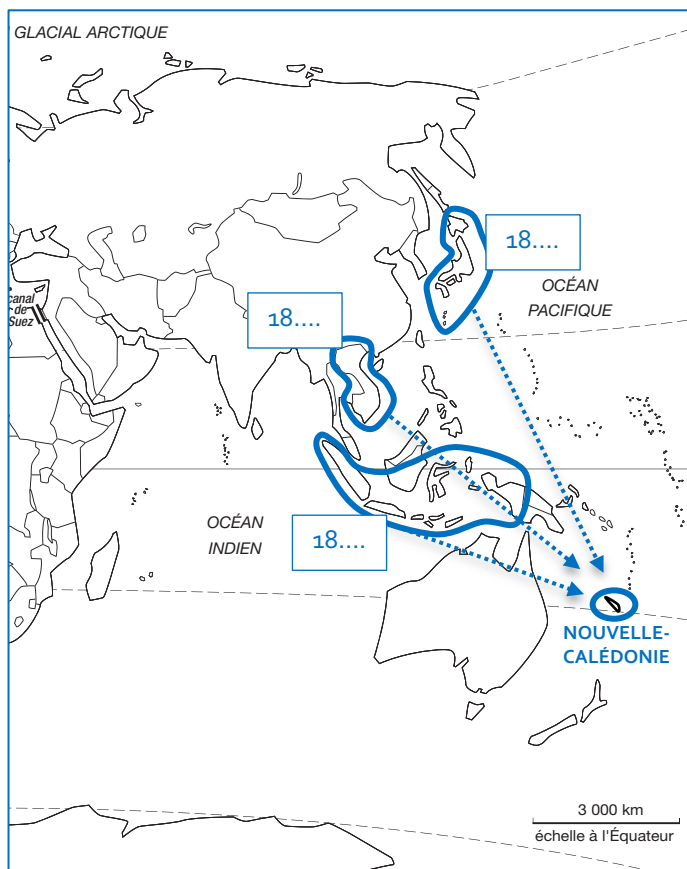 GLACIAL ARCTIQUE
18....
OCÉAN
PACIFIQUE
canal
de
Suez
18....
OCÉAN
INDIEN
18....
NOUVELLE-
CALÉDONIE
3 000 km
échelle à l'Équateur